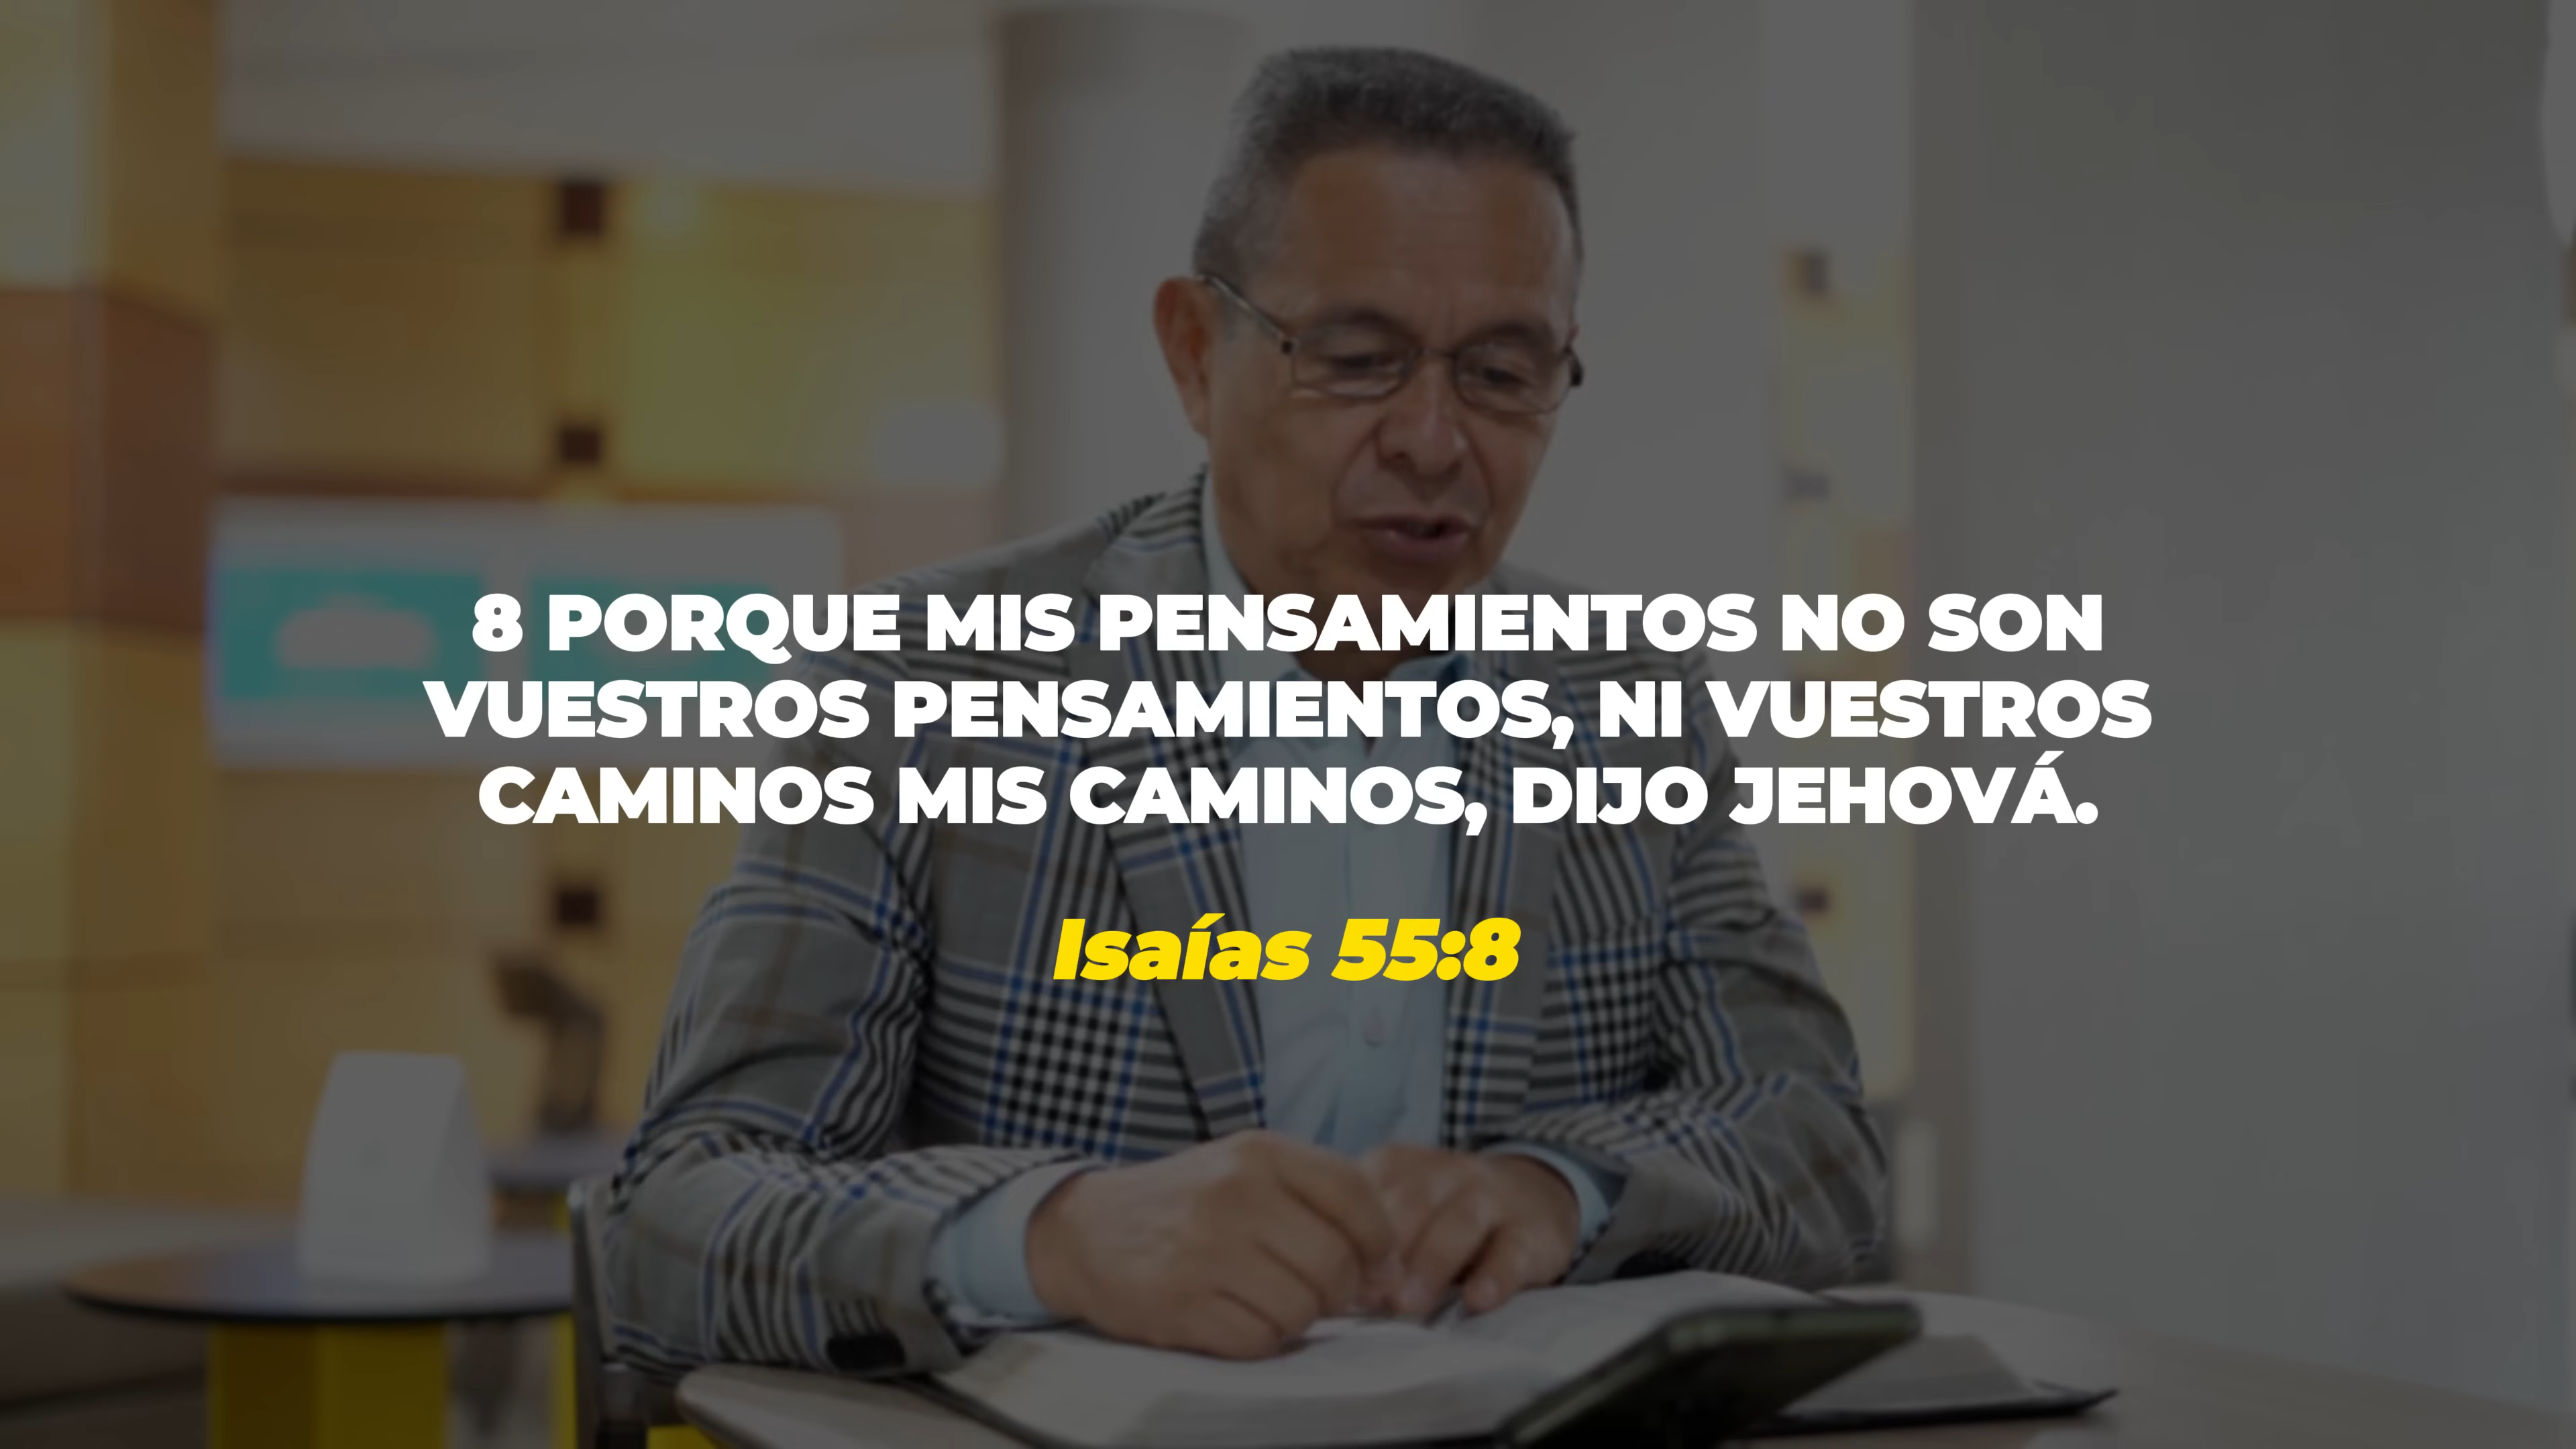 8 PORQUE MIS PENSAMIENTOS NO SON
VUESTROS PENSAMIENTOS, NI VUESTROS
CAMINOS MIS CAMINOS, DIJO JEHOVÁ.
Isaías 55:8